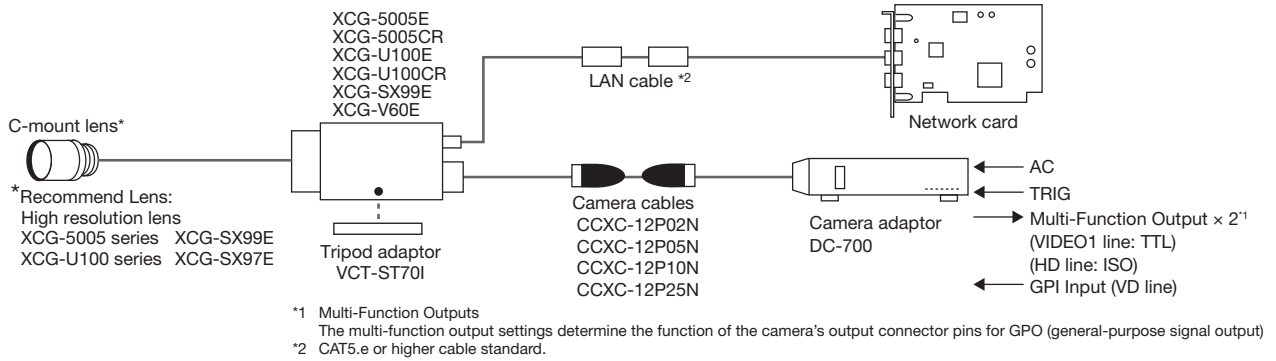 XCG-5005E
XCG-5005CR
XCG-U100E
XCG-U100CR
XCG-SX99E
XCG-V60E
LAN cable *2
Network card
C-mount lens*
*Recommend Lens:
High resolution lens
XCG-5005 series XCG-SX99E
XCG-U100 series XCG-SX97E
Tripod adaptor
VCT-ST70I
Camera cables
CCXC-12P02N
CCXC-12P05N
CCXC-12P10N
CCXC-12P25N
Camera adaptor
DC-700
AC
TRIG
Multi-Function Output × 2*1
(VIDEO1 line: TTL)
(HD line: ISO)
GPI Input (VD line)
*1 Multi-Function Outputs
The multi-function output settings determine the function of the camera's output connector pins for GPO (general-purpose signal output)
*2 CAT5.e or higher cable standard.